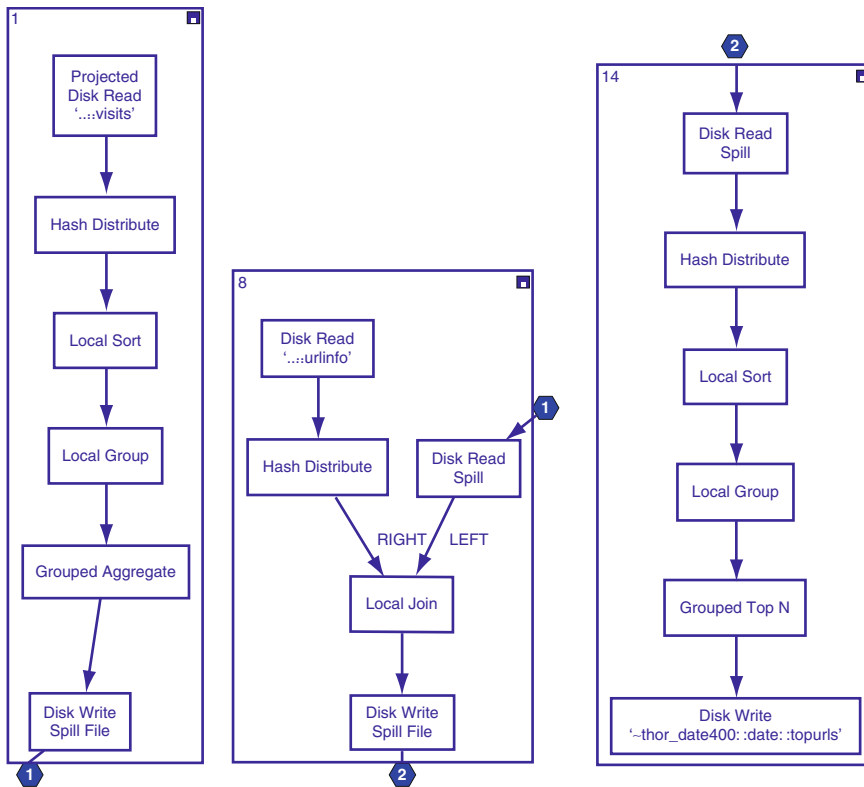 1
Projected
Disk Read
‘..::visits’
Hash Distribute
Local Sort
Local Group
Grouped Aggregate
Disk Write
Spill File
1
8
Disk Read
‘..::urlinfo’
1
Hash Distribute
Disk Read
Spill
RIGHT
LEFT
Local Join
Disk Write
Spill File
2
2
14
Disk Read
Spill
Hash Distribute
Local Sort
Local Group
Grouped Top N
Disk Write
‘~thor_date400: :date: :topurls’